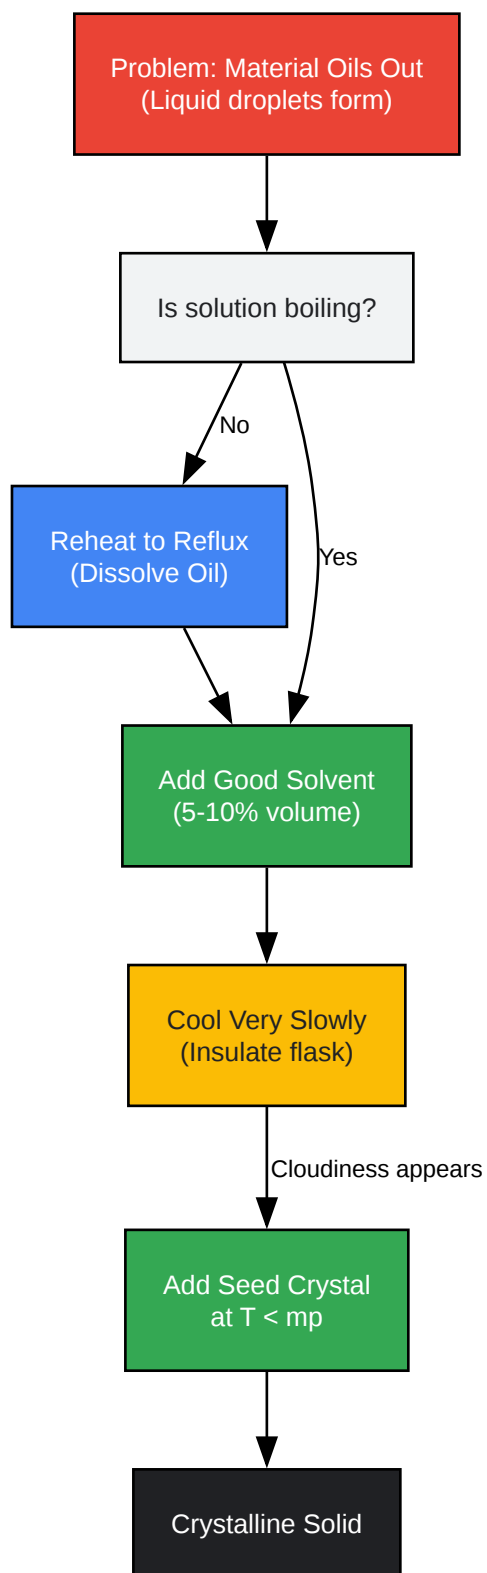 Problem: Material Oils Out
(Liquid droplets form)
Is solution boiling?
No
Reheat to Reflux
(Dissolve Oil)
Yes
Add Good Solvent
(5-10% volume)
Cool Very Slowly
(Insulate flask)
Cloudiness appears
Add Seed Crystal
at T < mp
Crystalline Solid